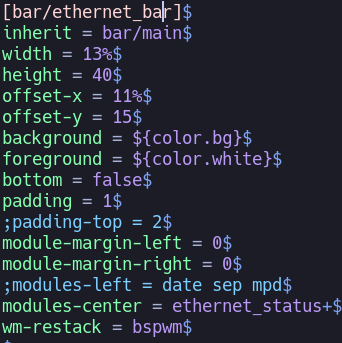 [bar/ethernet_bar]$
inherit = bar/main$
width = 13%$
height = 40$
offset-x = 11%$
offset-y = 15$
background = ${color.bg}$
foreground = ${color.white}$
bottom = false$
padding = 1$
;padding-top = 2$
module-margin-left = 0$
module-margin-right = 0$
;modules-left = date sep mpd$
modules-center = ethernet_status+$
wm-restack = bspwm$